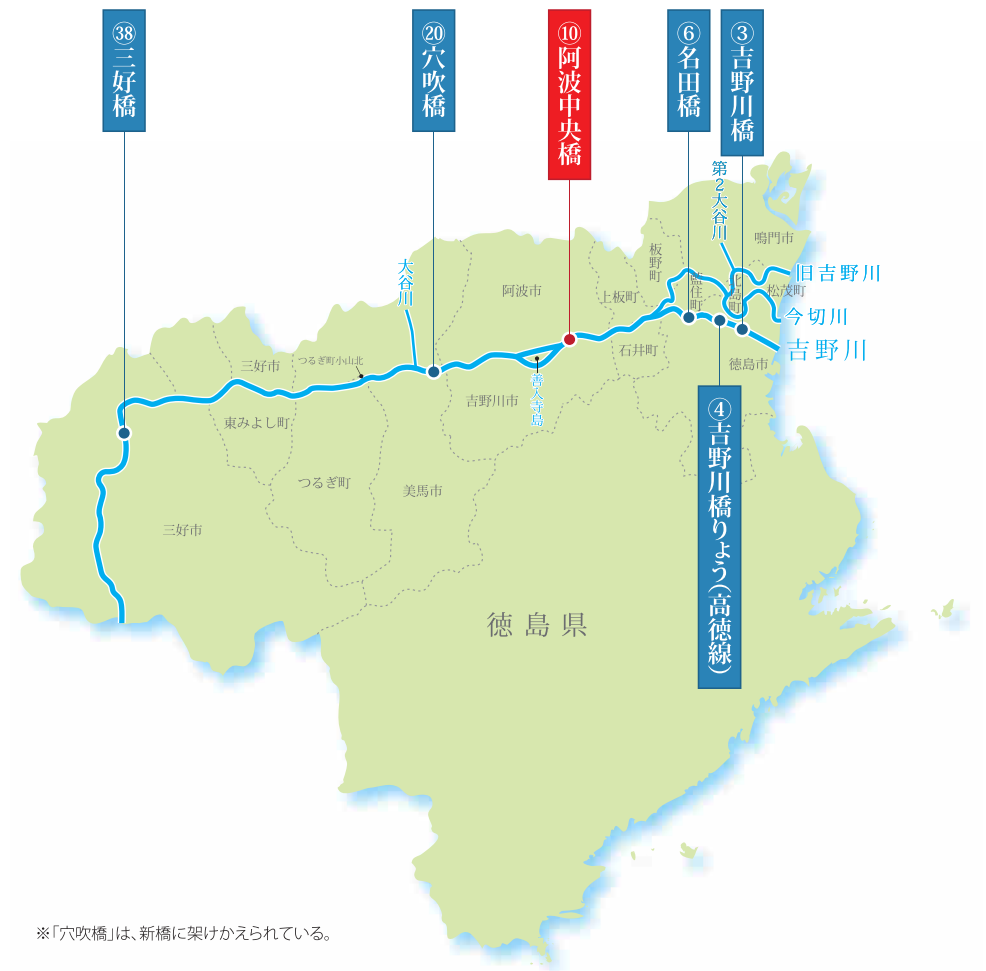 ㊳三好橋
⑳穴吹橋
⑩阿波中央橋
⑥名田橋
③吉野川橋
第2大谷川
鳴門市
板野町
大谷川
旧吉野川
藍住町
北島町
松茂町
阿波市
上板町
今切川
吉野川
石井町
徳島市
つるぎ町小山北
三好市
善入寺島
吉野川市
東みよし町
④吉野川橋りょう(高徳線)
つるぎ町
美馬市
三好市
徳島県
※「穴吹橋」は、新橋に架けかえられている。